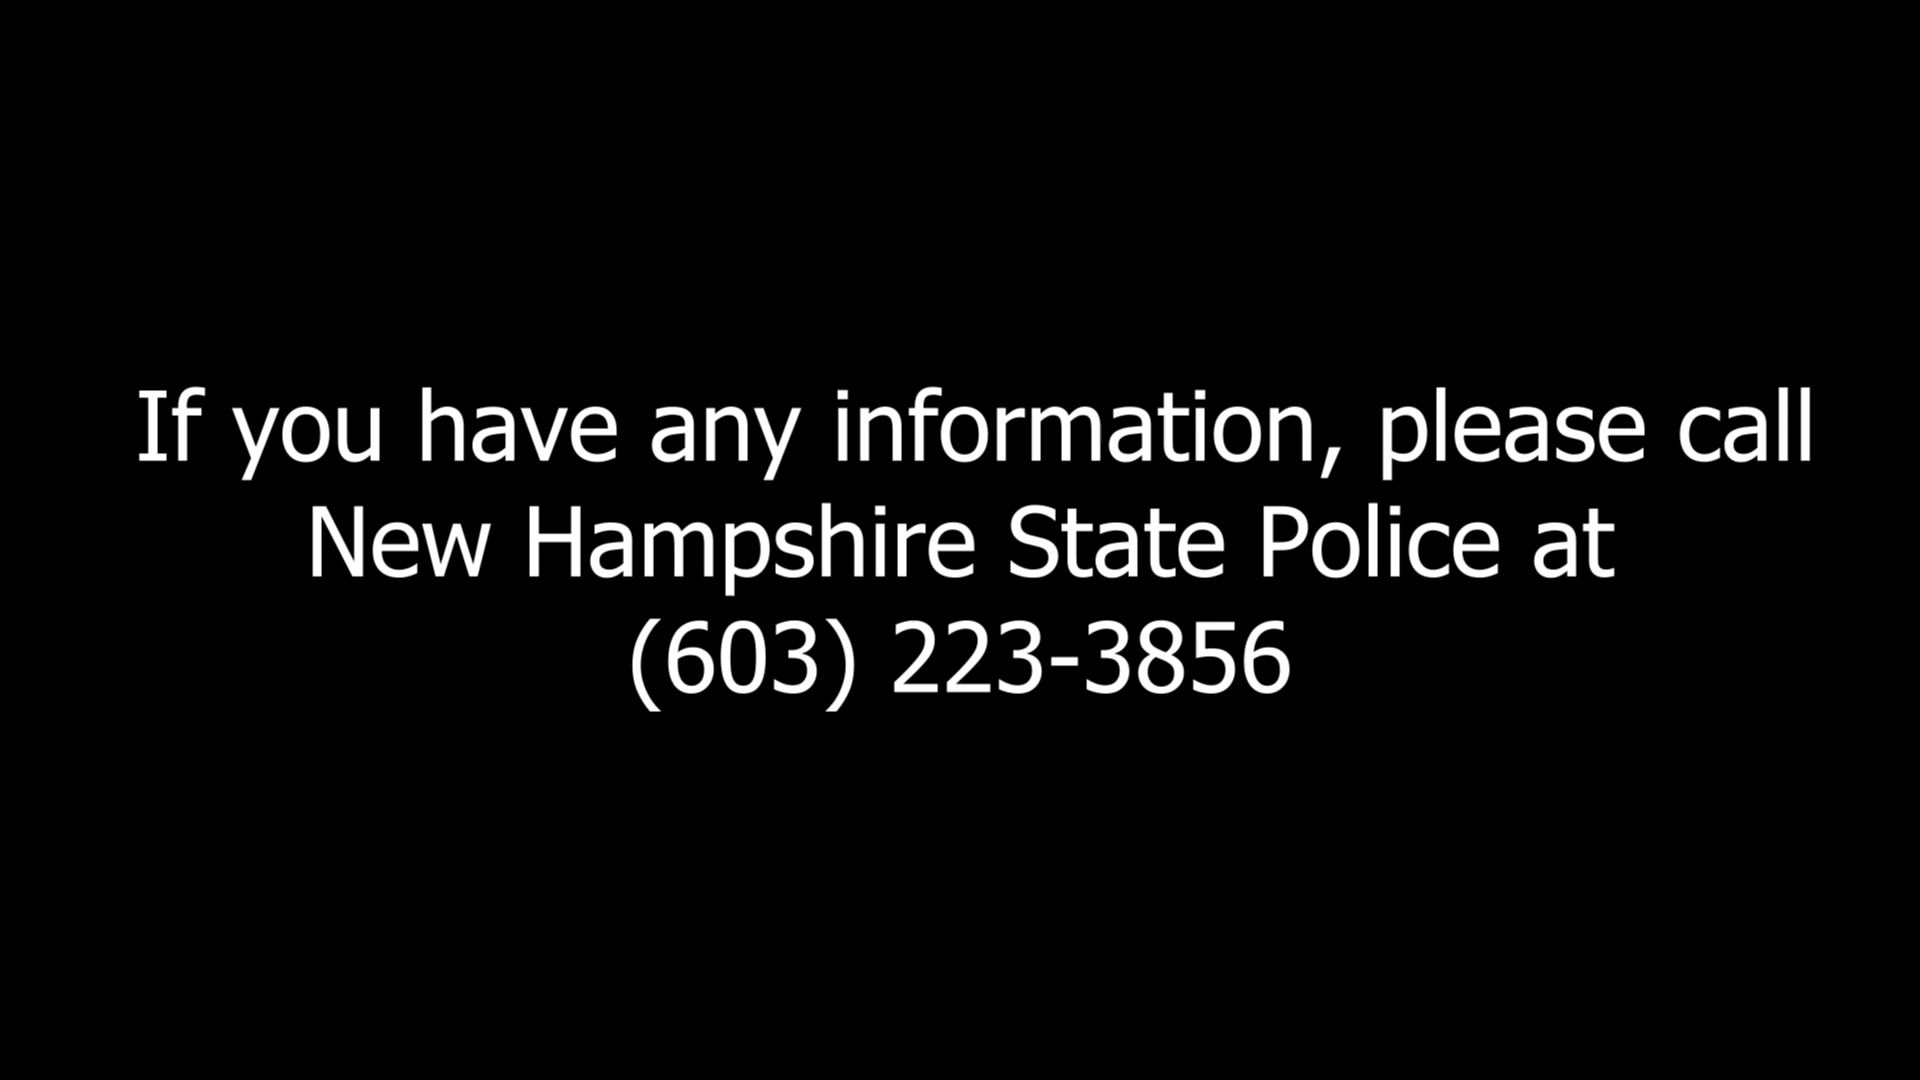 If you have any information, please call
New Hampshire State Police at
(603) 223-3856